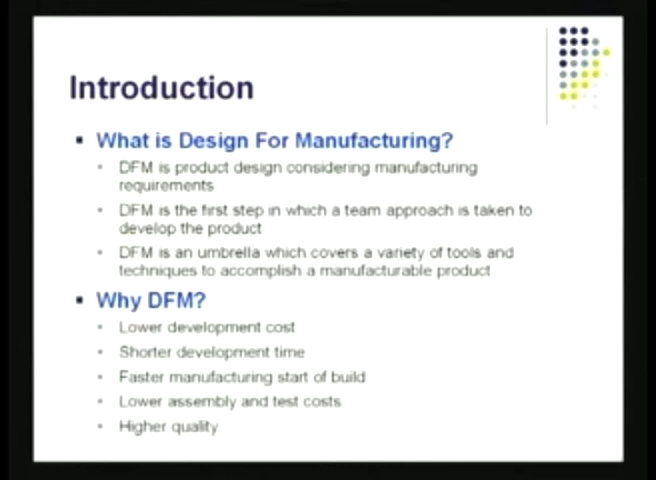 Introduction
What is Design For Manufacturing?
DFM is product design considering manufacturing
requirements
DFM is the first step in which a team approach is taken to
develop the product
DFM is an umbrella which covers a variety of tools and
techniques to accomplish a manufacturable product
Why DFM?
Lower development cost
Shorter development time
Faster manufacturing start of build
Lower assembly and test costs
Higher quality